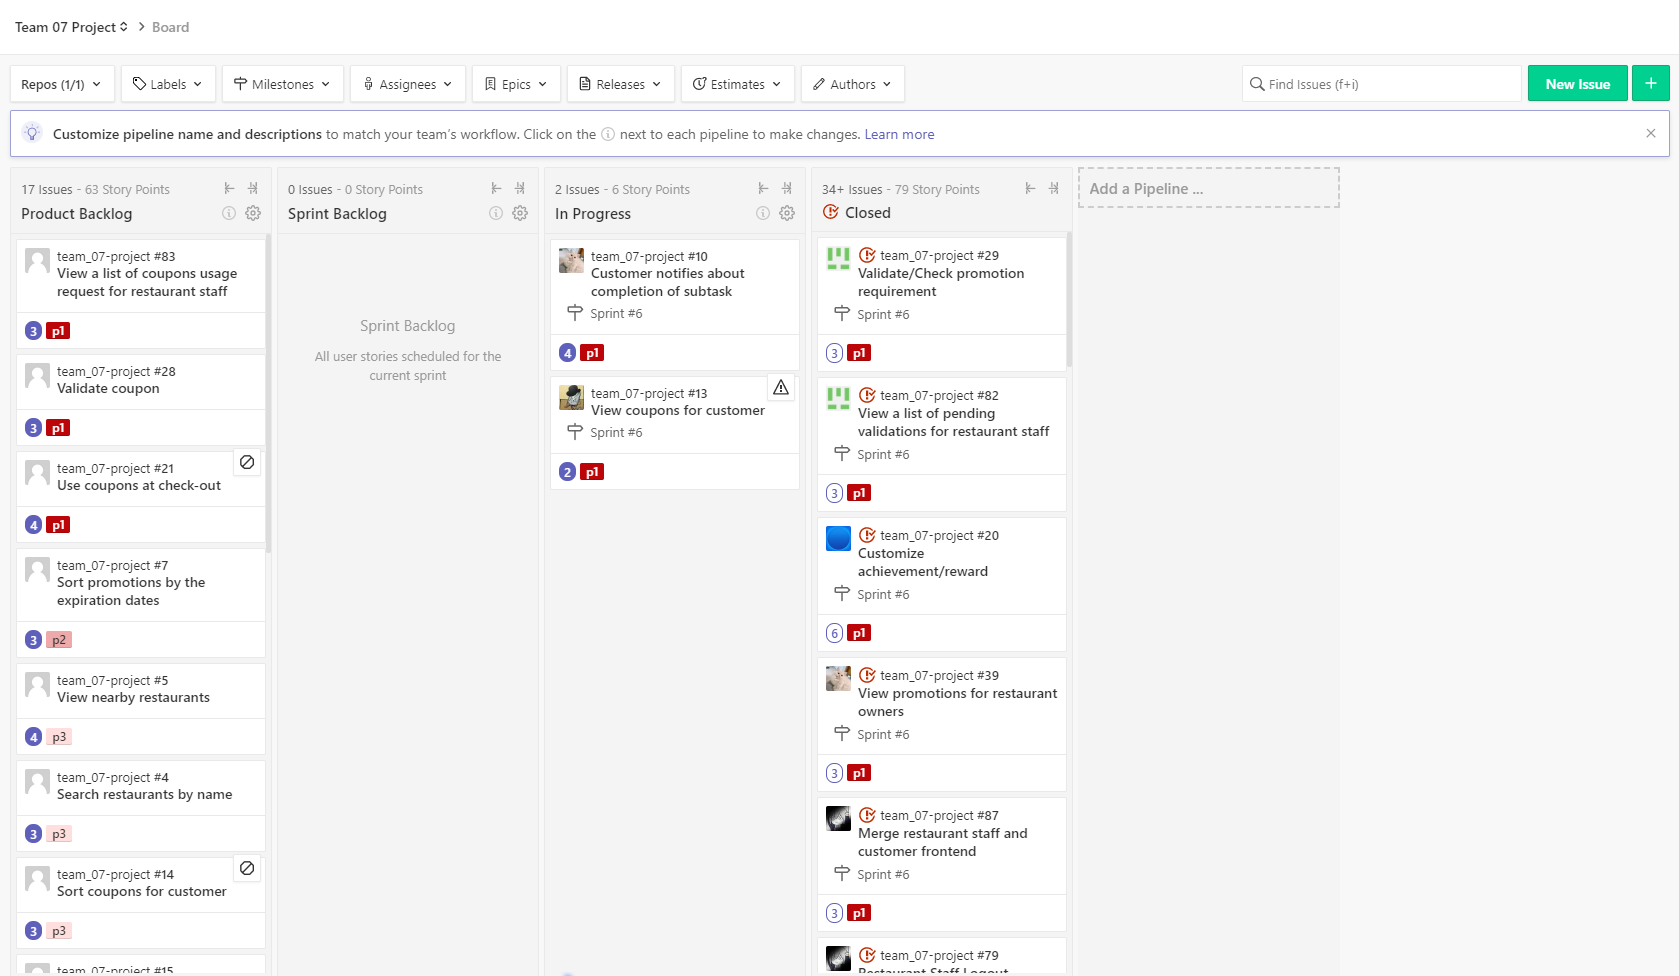 Team 07 Project > Board
Repos (1/1)
Labels
Milestones
Assignees
Epics
Releases
Estimates
Authors
Find Issues (f+i)
New Issue
+
Customize pipeline name and descriptions to match your team's workflow. Click on the ⓘ next to each pipeline to make changes. Learn more
17 Issues - 63 Story Points
Product Backlog
team_07-project #83
View a list of coupons usage
request for restaurant staff
3 p1
team_07-project #28
Validate coupon
3 p1
team_07-project #21
Use coupons at check-out
4 p1
team_07-project #7
Sort promotions by the
expiration dates
3 p2
team_07-project #5
View nearby restaurants
4 p3
team_07-project #4
Search restaurants by name
3 p3
team_07-project #14
Sort coupons for customer
3 p3
team_07-project #15
0 Issues - 0 Story Points
Sprint Backlog
Sprint Backlog
All user stories scheduled for the
current sprint
2 Issues - 6 Story Points
In Progress
team_07-project #10
Customer notifies about
completion of subtask
Sprint #6
4 p1
team_07-project #13
View coupons for customer
Sprint #6
2 p1
34+ Issues - 79 Story Points
Closed
team_07-project #29
Validate/Check promotion
requirement
Sprint #6
3 p1
team_07-project #82
View a list of pending
validations for restaurant staff
Sprint #6
3 p1
team_07-project #20
Customize
achievement/reward
Sprint #6
6 p1
team_07-project #39
View promotions for restaurant
owners
Sprint #6
3 p1
team_07-project #87
Merge restaurant staff and
customer frontend
Sprint #6
3 p1
team_07-project #79
Restaurant Staff Logout
Add a Pipeline ...